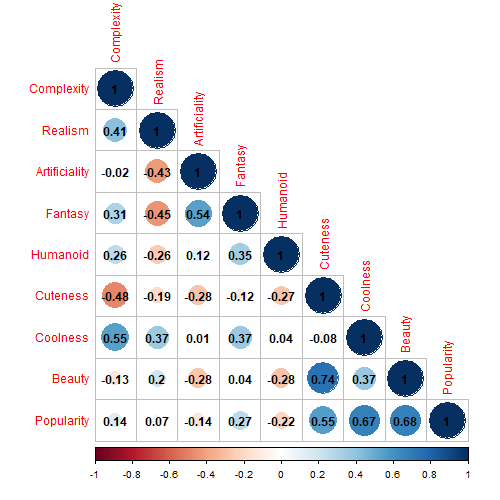 Complexity
Realism
Artificiality
Fantasy
Humanoid
Cuteness
Coolness
Beauty
Popularity
Complexity 1
Realism 0.41 1
Artificiality -0.02 -0.43 1
Fantasy 0.31 -0.45 0.54 1
Humanoid 0.26 -0.26 0.12 0.35 1
Cuteness -0.48 -0.19 -0.28 -0.12 -0.27 1
Coolness 0.55 0.37 0.01 0.37 0.04 -0.08 1
Beauty -0.13 0.2 -0.28 0.04 -0.28 0.74 0.37 1
Popularity 0.14 0.07 -0.14 0.27 -0.22 0.55 0.67 0.68 1
-1 -0.8 -0.6 -0.4 -0.2 0 0.2 0.4 0.6 0.8 1